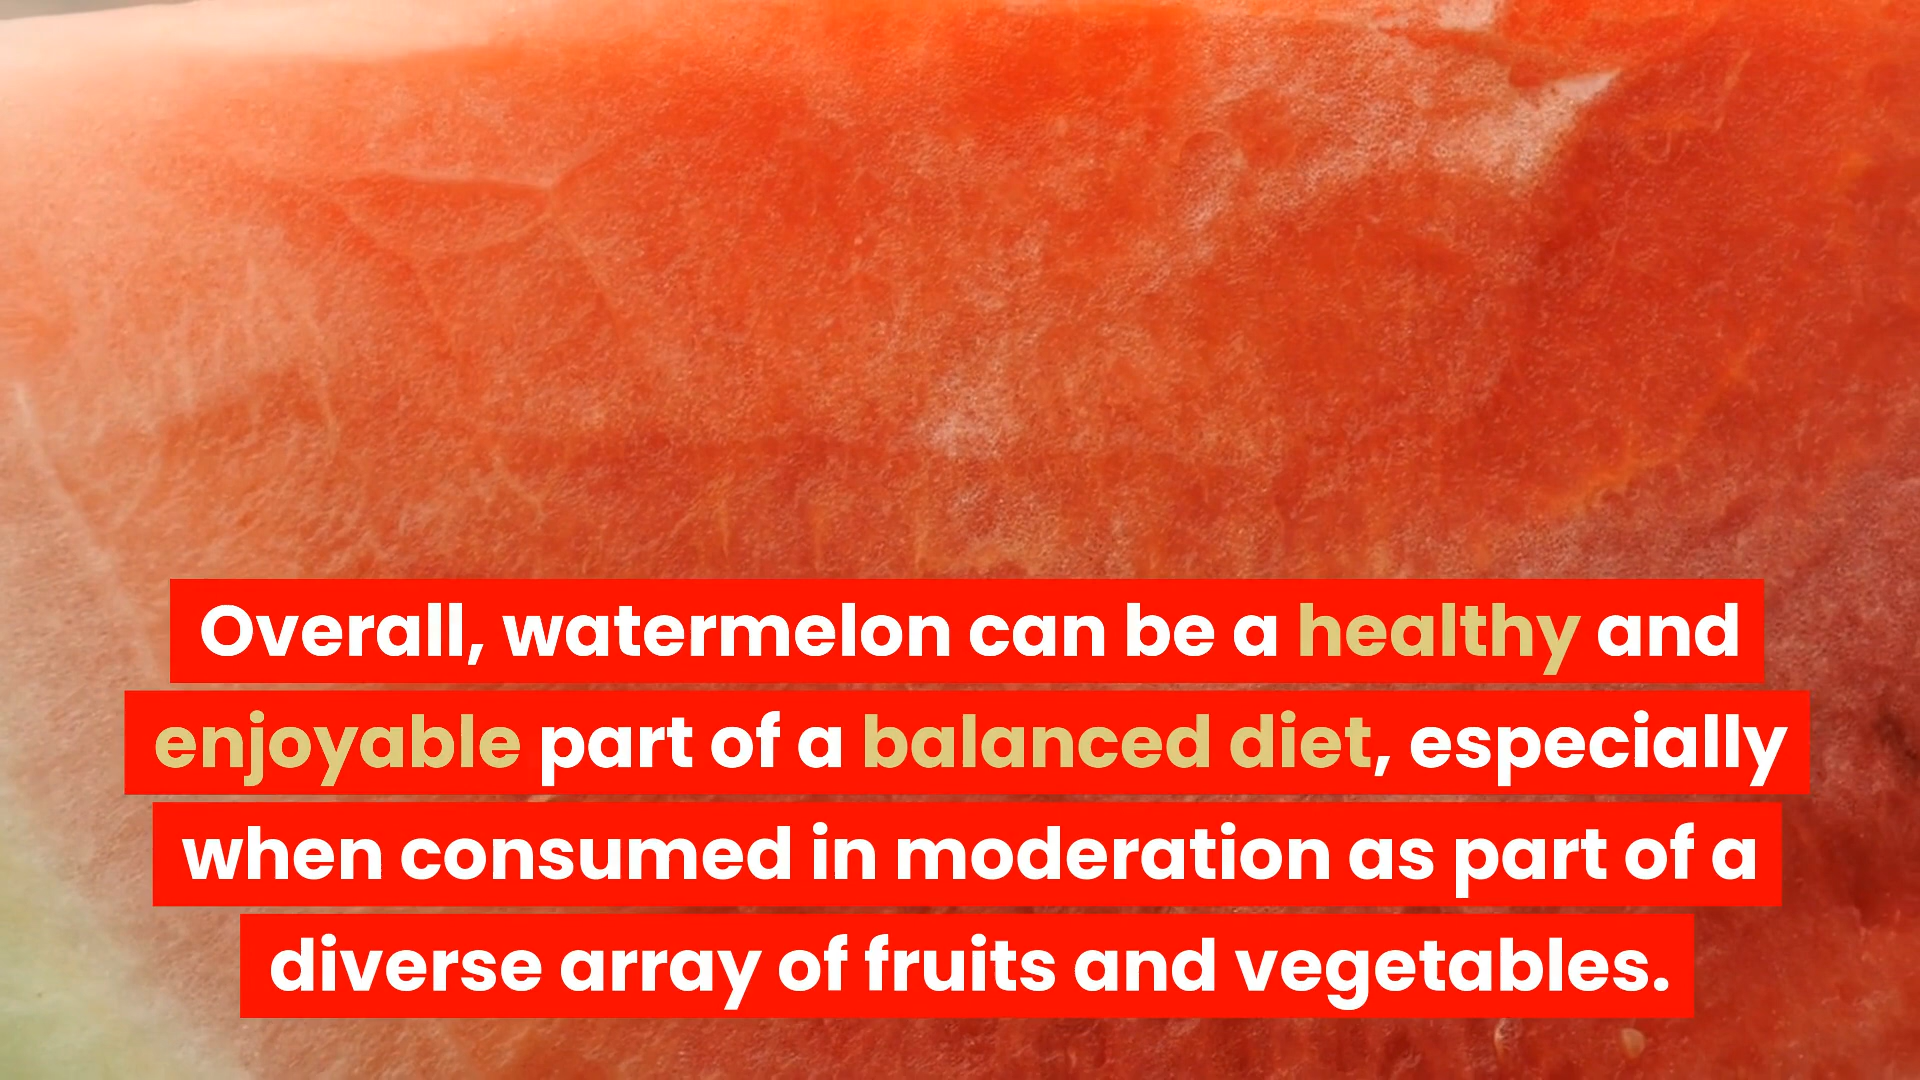 Overall, watermelon can be a healthy and
enjoyable part of a balanced diet, especially
when consumed in moderation as part of a
diverse array of fruits and vegetables.